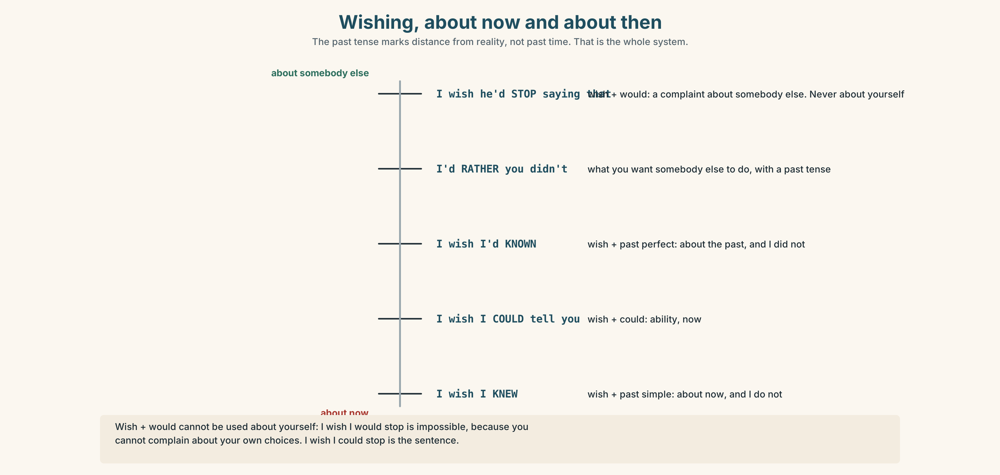 Wishing, about now and about then
The past tense marks distance from reality, not past time. That is the whole system.
about somebody else
I wish he'd STOP saying that wish + would: a complaint about somebody else. Never about yourself
I'd RATHER you didn't what you want somebody else to do, with a past tense
I wish I'd KNOWN wish + past perfect: about the past, and I did not
I wish I COULD tell you wish + could: ability, now
I wish I KNEW wish + past simple: about now, and I do not
about now
Wish + would cannot be used about yourself: I wish I would stop is impossible, because you
cannot complain about your own choices. I wish I could stop is the sentence.